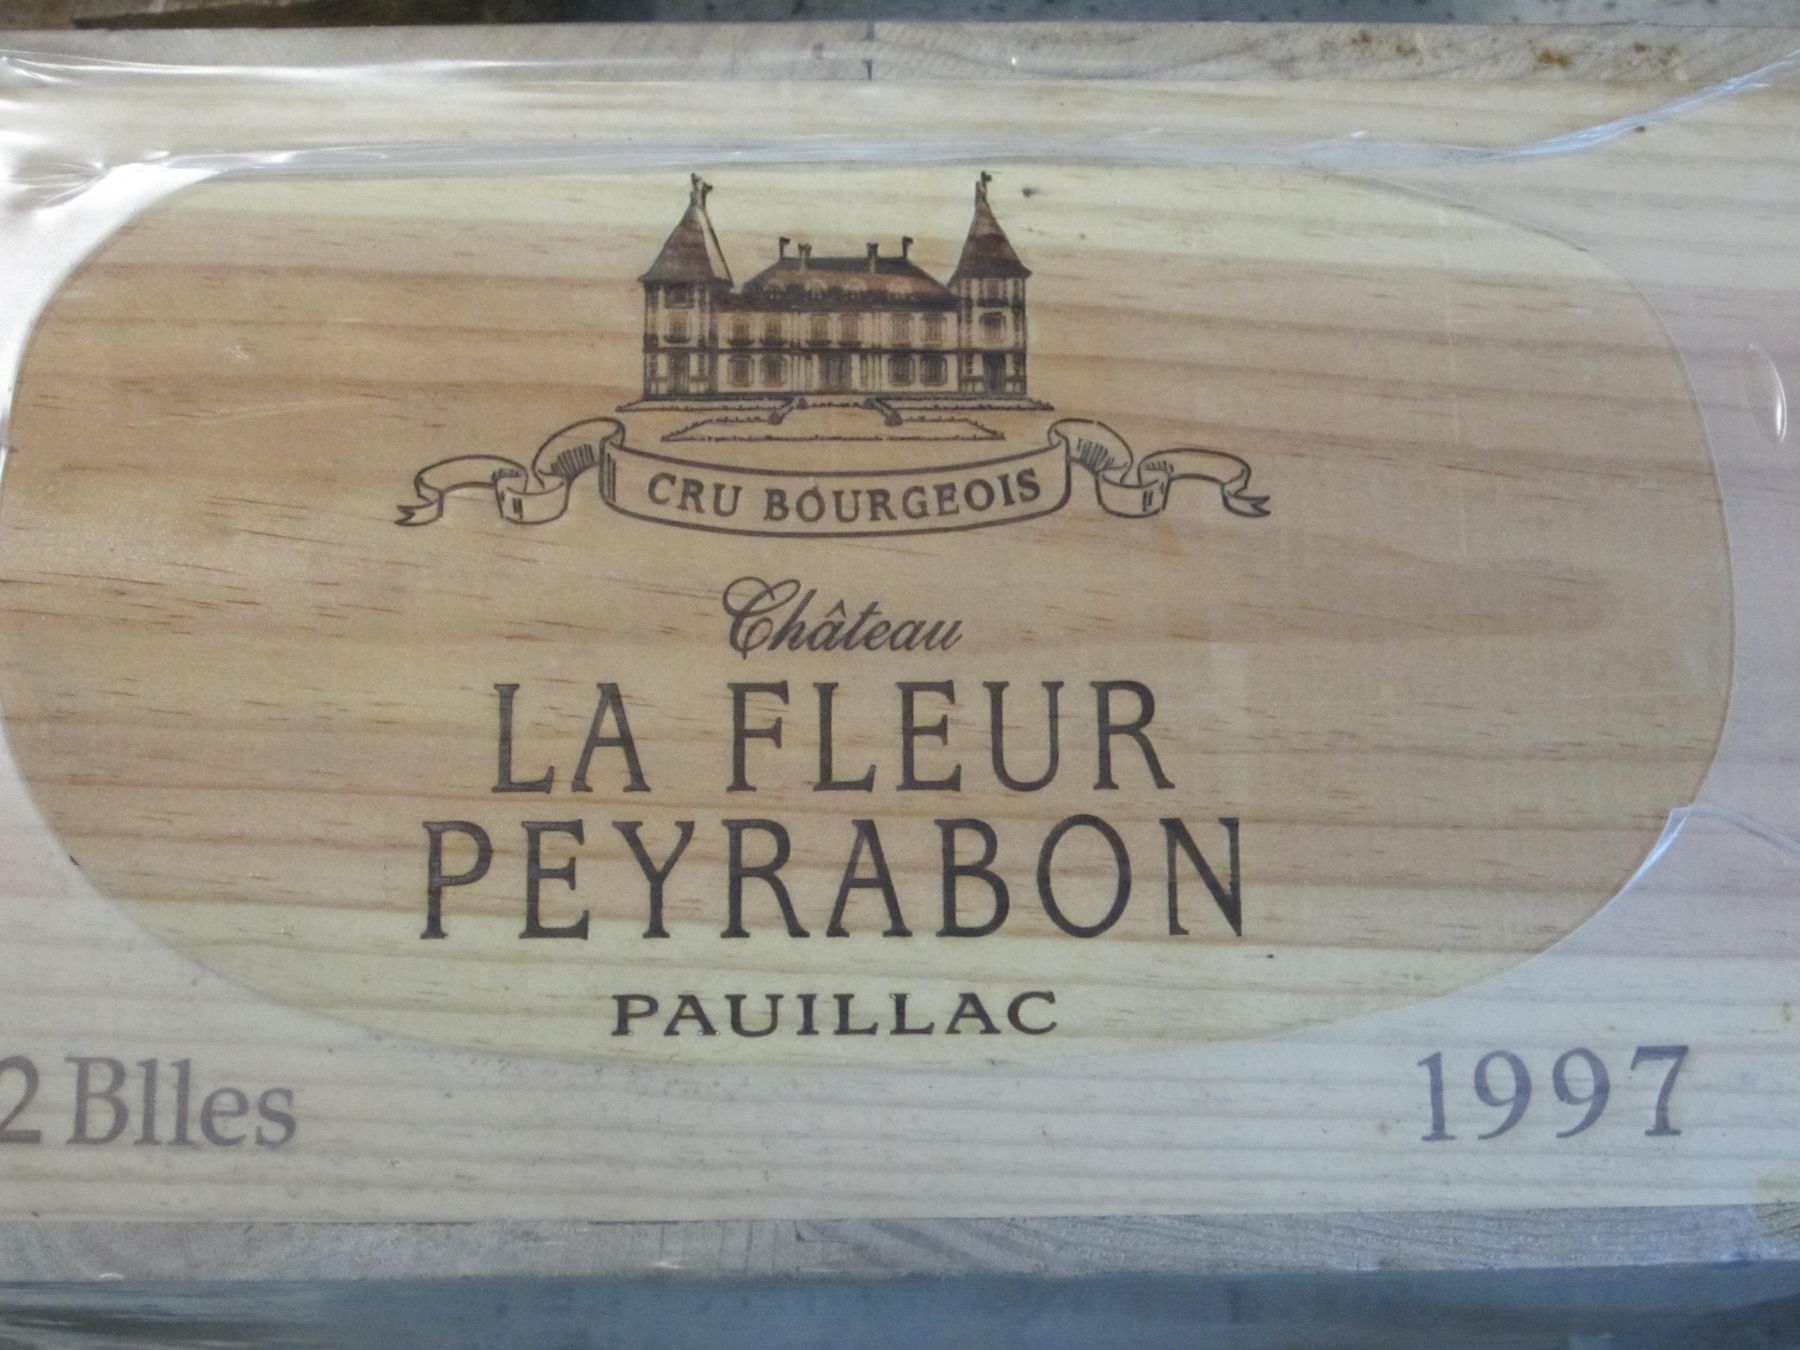 CRU BOURGEOIS
Château
LA FLEUR
PEYRABON
PAUILLAC
2 Blles
1997